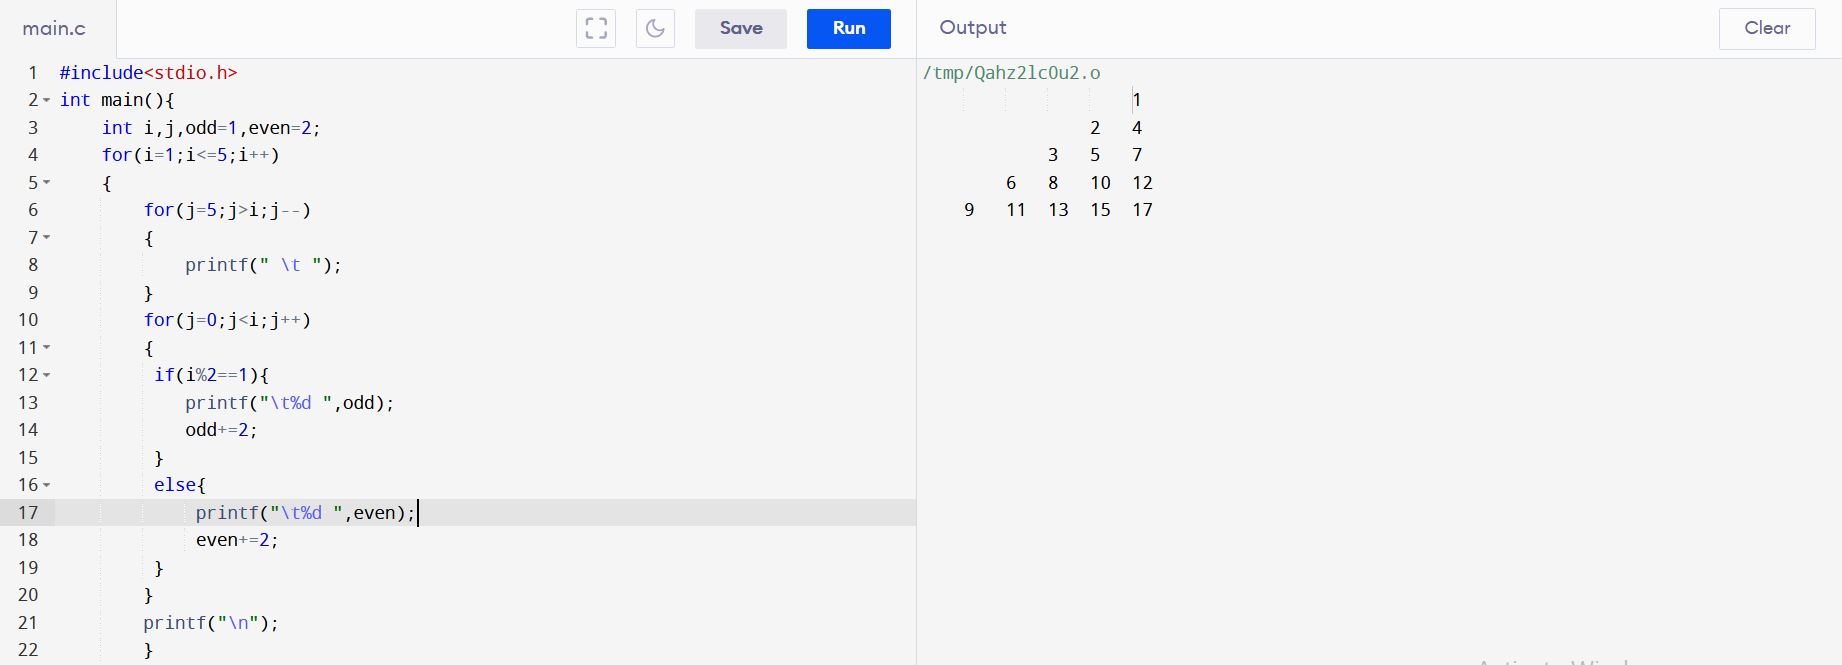 main.c Save Run Output Clear
1 #include<stdio.h>
2 int main(){
3 int i,j,odd=1,even=2;
4 for(i=1;i<=5;i++)
5 {
6 for(j=5;j>i;j--)
7 {
8 printf(" \t ");
9 }
10 for(j=0;j<i;j++)
11 {
12 if(i%2==1){
13 printf("\t%d ",odd);
14 odd+=2;
15 }
16 else{
17 printf("\t%d ",even);
18 even+=2;
19 }
20 }
21 printf("\n");
22 }
/tmp/Qahz2lcOu2.o
1
2 4
3 5 7
6 8 10 12
9 11 13 15 17